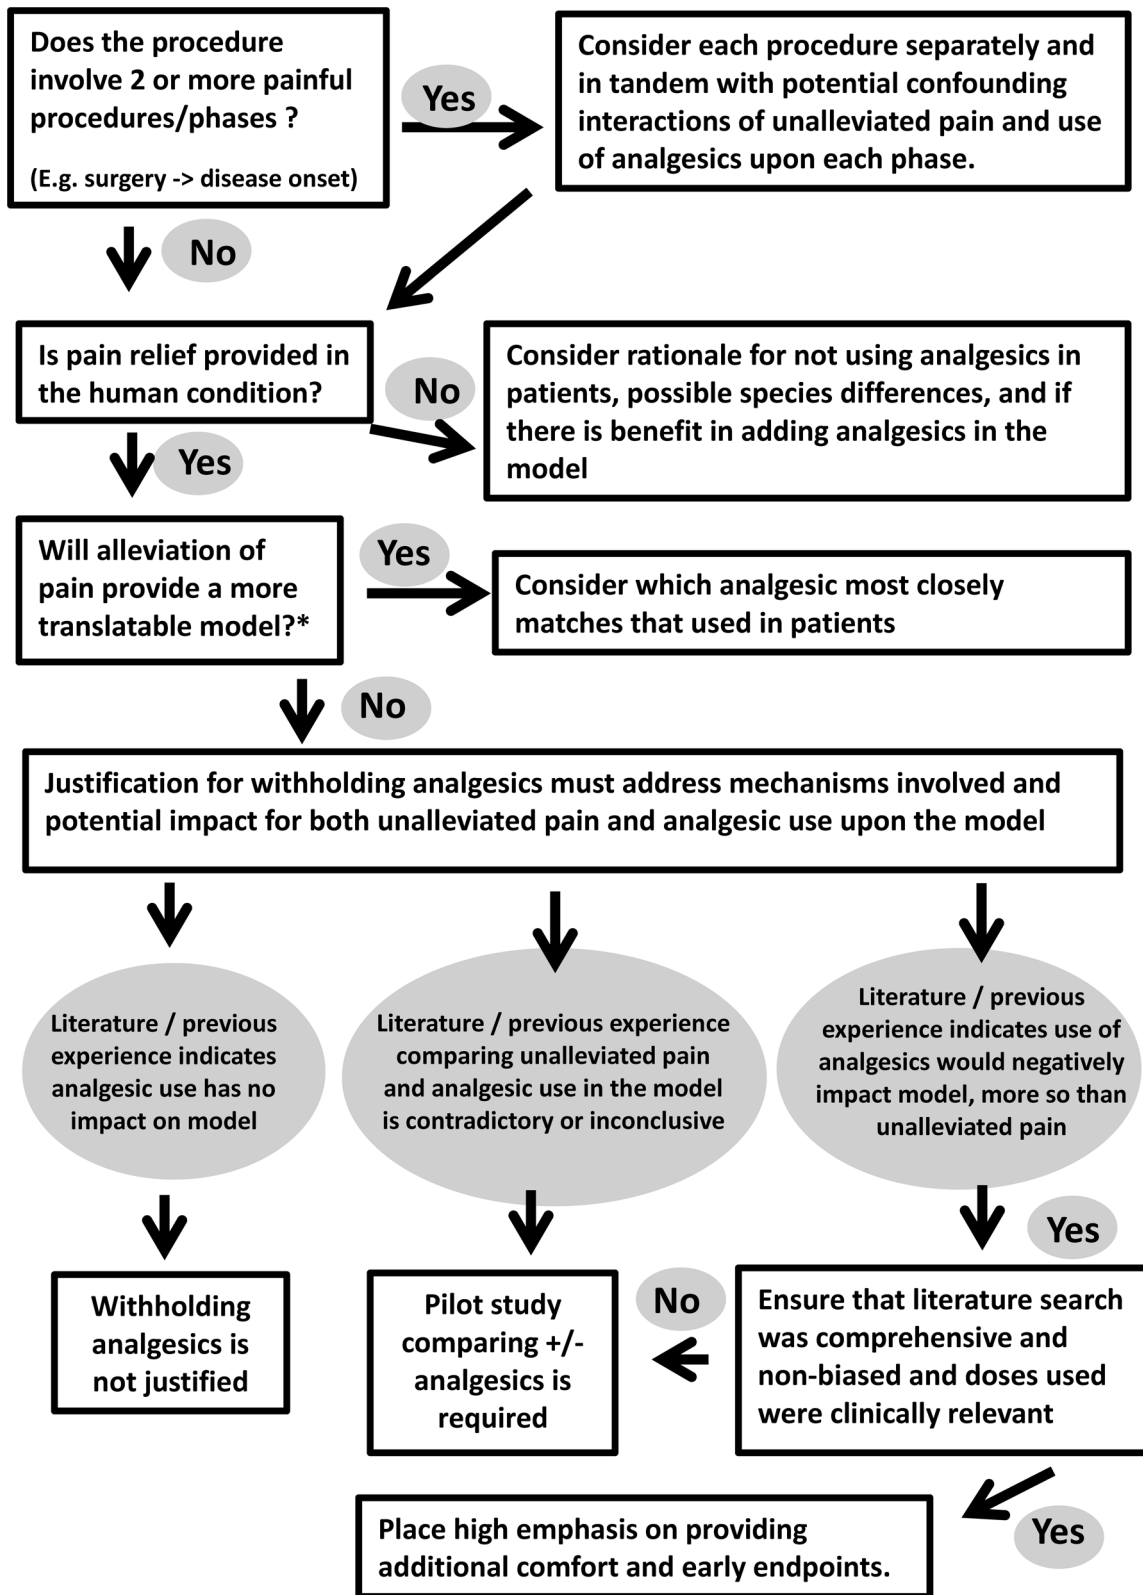 Does the procedure
involve 2 or more painful
procedures/phases ?
(E.g. surgery -> disease onset)
Yes
Consider each procedure separately and
in tandem with potential confounding
interactions of unalleviated pain and use
of analgesics upon each phase.
No
Is pain relief provided in
the human condition?
No
Consider rationale for not using analgesics in
patients, possible species differences, and if
there is benefit in adding analgesics in the
model
Yes
Will alleviation of
pain provide a more
translatable model?*
Yes
Consider which analgesic most closely
matches that used in patients
No
Justification for withholding analgesics must address mechanisms involved and
potential impact for both unalleviated pain and analgesic use upon the model
Literature / previous
experience indicates
analgesic use has no
impact on model
Literature / previous experience
comparing unalleviated pain
and analgesic use in the model
is contradictory or inconclusive
Literature / previous
experience indicates use of
analgesics would negatively
impact model, more so than
unalleviated pain
Yes
Withholding
analgesics is
not justified
Pilot study
comparing +/-
analgesics is
required
No
Ensure that literature search
was comprehensive and
non-biased and doses used
were clinically relevant
Yes
Place high emphasis on providing
additional comfort and early endpoints.